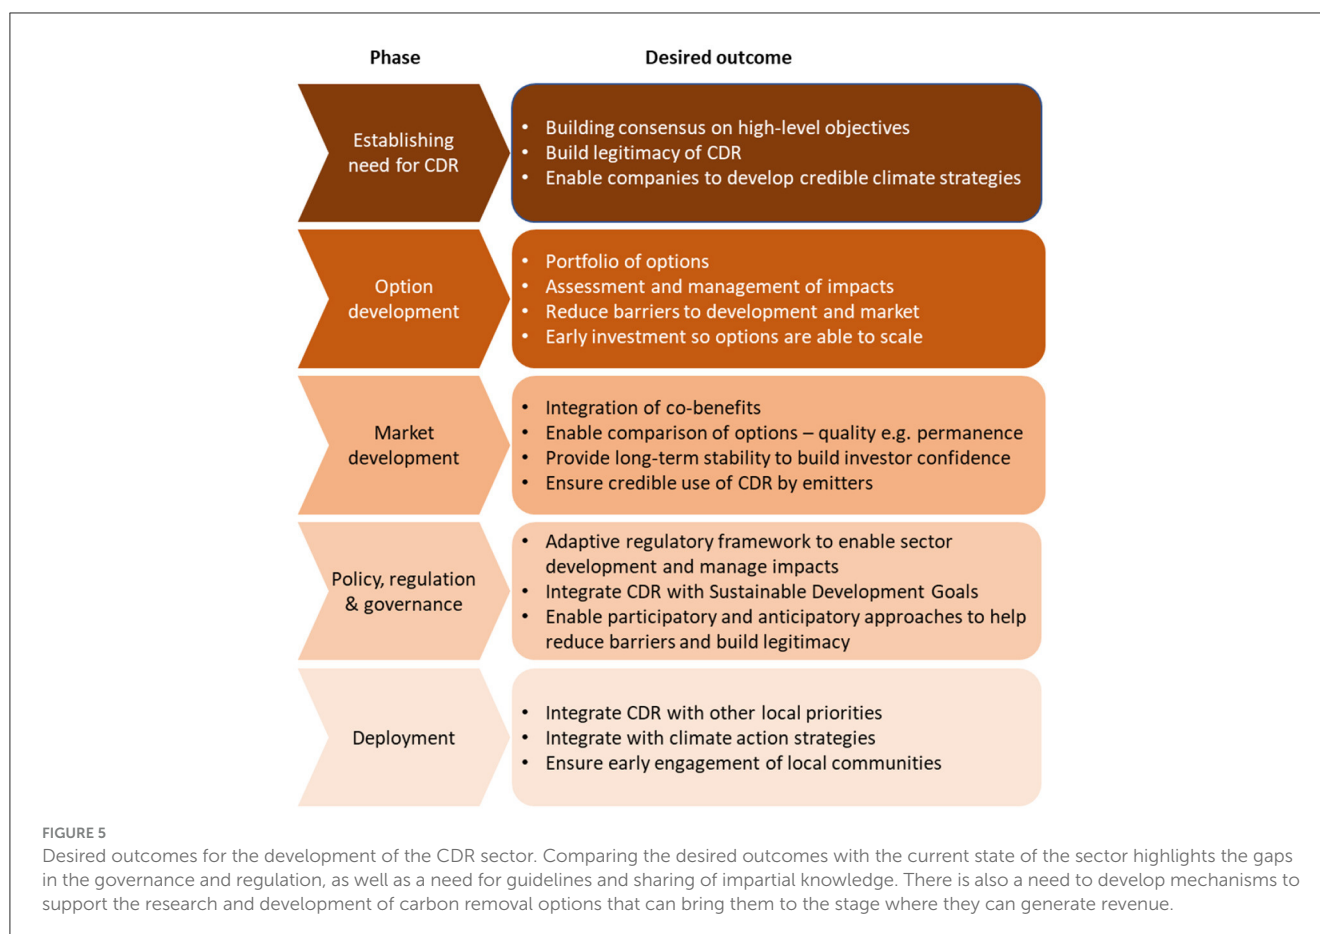 Phase
Desired outcome
Establishing
need for CDR
• Building consensus on high-level objectives
• Build legitimacy of CDR
• Enable companies to develop credible climate strategies
Option
development
• Portfolio of options
• Assessment and management of impacts
• Reduce barriers to development and market
• Early investment so options are able to scale
Market
development
• Integration of co-benefits
• Enable comparison of options – quality e.g. permanence
• Provide long-term stability to build investor confidence
• Ensure credible use of CDR by emitters
Policy, regulation
& governance
• Adaptive regulatory framework to enable sector
development and manage impacts
• Integrate CDR with Sustainable Development Goals
• Enable participatory and anticipatory approaches to help
reduce barriers and build legitimacy
Deployment
• Integrate CDR with other local priorities
• Integrate with climate action strategies
• Ensure early engagement of local communities
FIGURE 5
Desired outcomes for the development of the CDR sector. Comparing the desired outcomes with the current state of the sector highlights the gaps
in the governance and regulation, as well as a need for guidelines and sharing of impartial knowledge. There is also a need to develop mechanisms to
support the research and development of carbon removal options that can bring them to the stage where they can generate revenue.